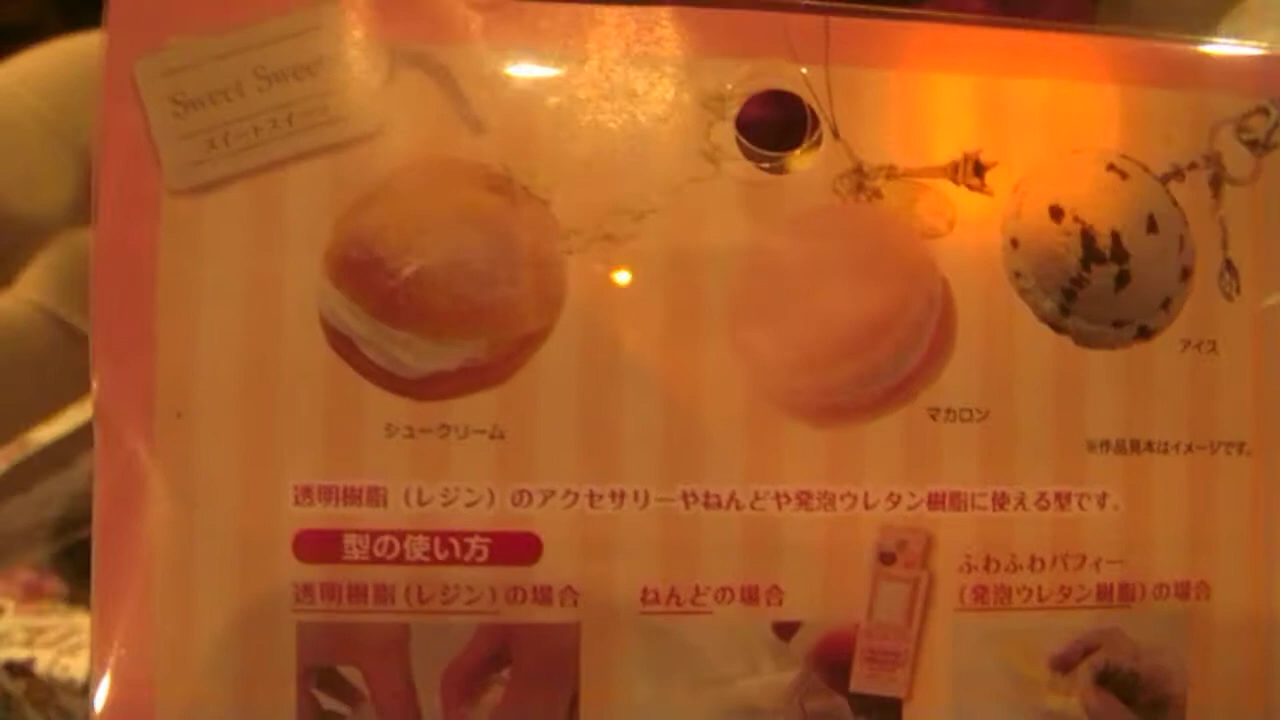 Sweet Sweet
スイートスイーツ
アイス
マカロン
シュークリーム
※作品見本はイメージです。
透明樹脂（レジン）のアクセサリーやねんどや発泡ウレタン樹脂に使える型です。
型の使い方
ふわふわパフィー
透明樹脂(レジン)の場合
ねんどの場合
(発泡ウレタン樹脂)の場合